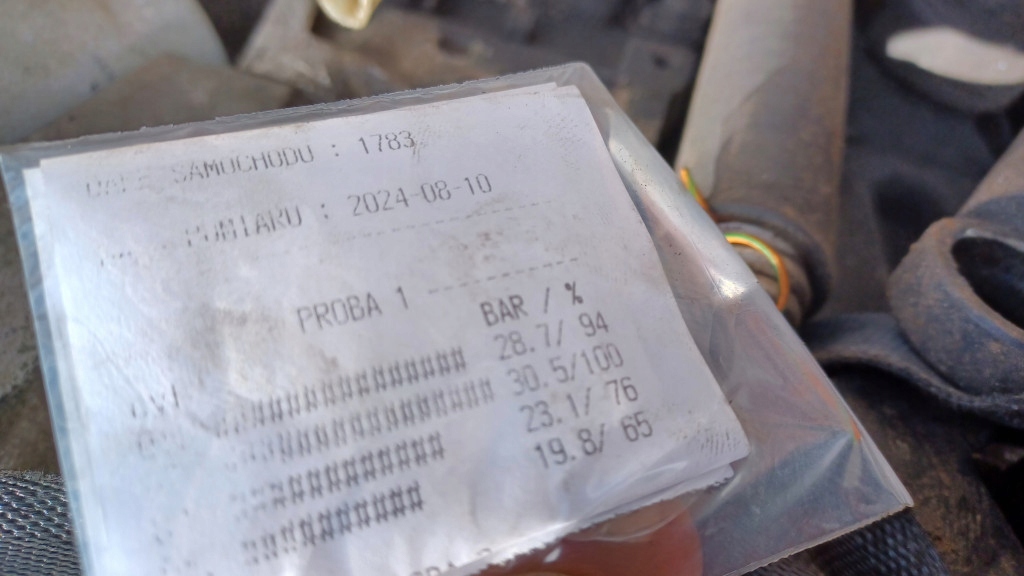 SAMOCHODU : 1783
POMIARU : 2024-08-10
--------------------
PROBA 1 ----------
BAR / %
cyl ############### 28.7/ 94
################ 30.5/100
############ 23.1/ 76
########## 19.8/ 65